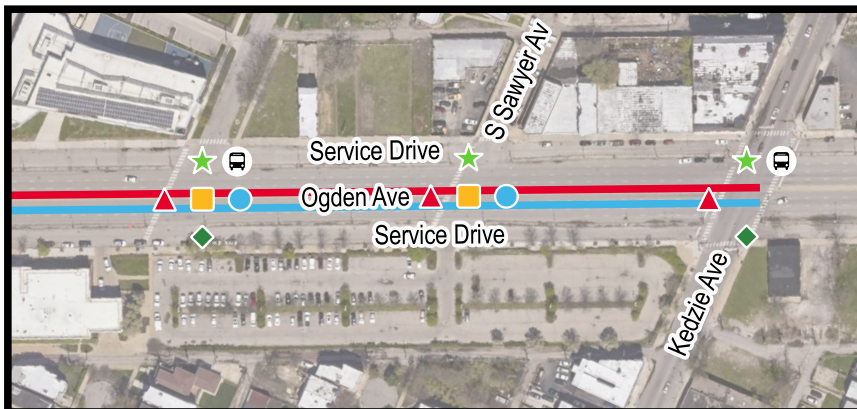 S Sawyer Av
Service Drive
Ogden Ave
Service Drive
Kedzie Ave